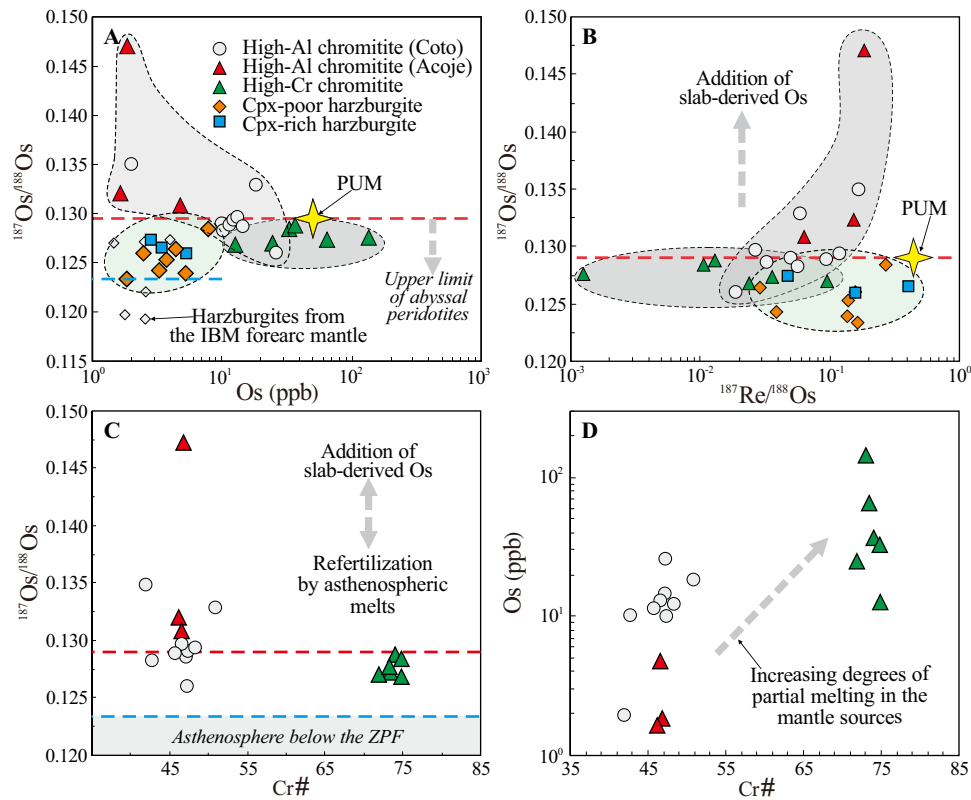 A
0.150
0.145
0.140
0.135
0.130
0.125
0.120
0.115
187Os/188Os
High-Al chromitite (Coto)
High-Al chromitite (Acoje)
High-Cr chromitite
Cpx-poor harzburgite
Cpx-rich harzburgite
PUM
Upper limit
of abyssal
peridotites
Harzburgites from
the IBM forearc mantle
10^0
10^1
10^2
10^3
Os (ppb)
B
0.150
0.145
0.140
0.135
0.130
0.125
0.120
187Os/188Os
Addition of
slab-derived Os
PUM
10^-3
10^-2
10^-1
10^0
187Re/188Os
C
0.150
0.145
0.140
0.135
0.130
0.125
0.120
187Os/188Os
Addition of
slab-derived Os
Refertilization
by asthenospheric
melts
Asthenosphere below the ZPF
45
55
65
75
85
Cr#
D
10^2
10^1
10^0
Os (ppb)
Increasing degrees of
partial melting in the
mantle sources
35
45
55
65
75
85
Cr#